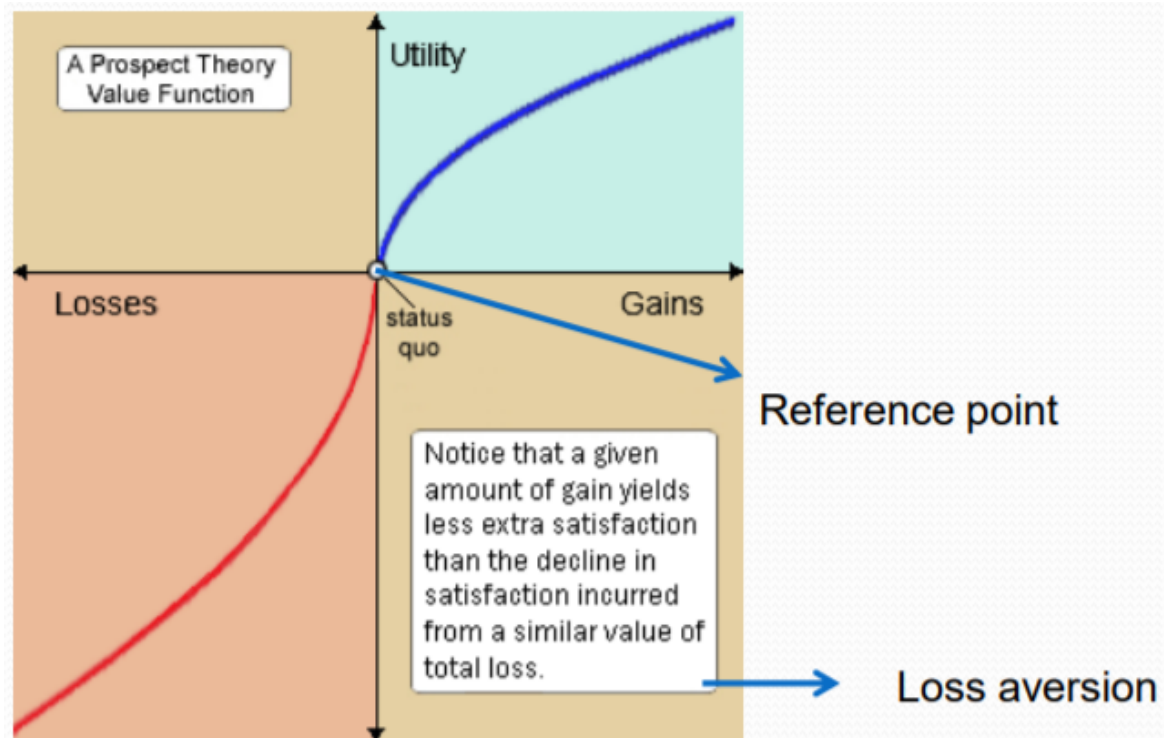 A Prospect Theory
Value Function
Utility
Losses
status
quo
Gains
Reference point
Notice that a given
amount of gain yields
less extra satisfaction
than the decline in
satisfaction incurred
from a similar value of
total loss.
Loss aversion